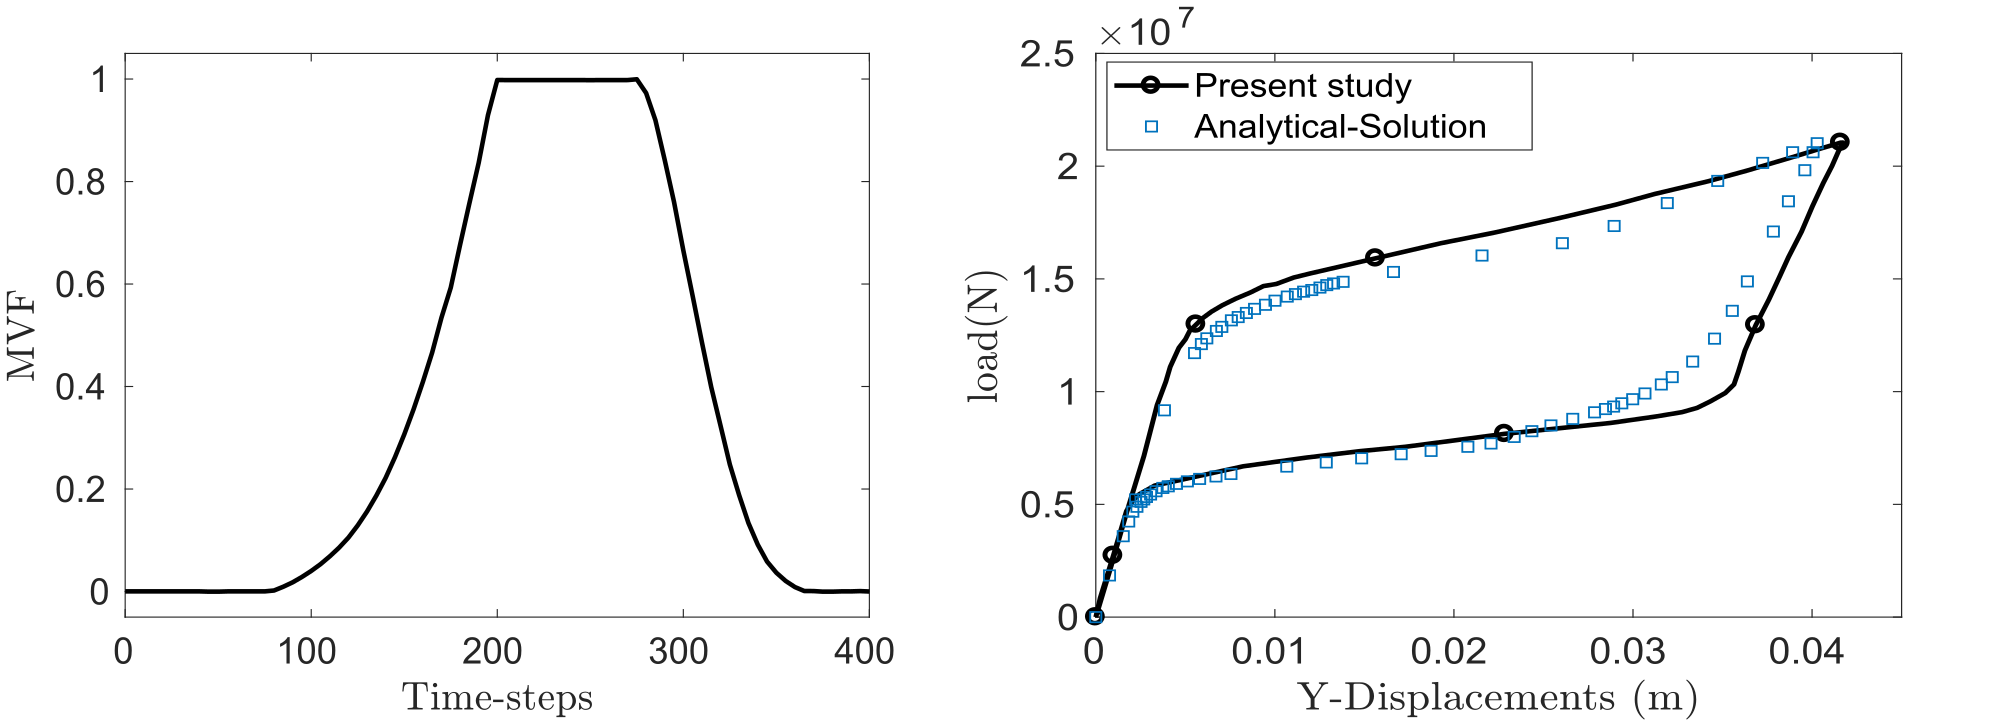 MVF
1
0.8
0.6
0.4
0.2
0
0 100 200 300 400
Time-steps
×10^7
load(N)
2.5
2
1.5
1
0.5
0
Present study
Analytical-Solution
0 0.01 0.02 0.03 0.04
Y-Displacements (m)